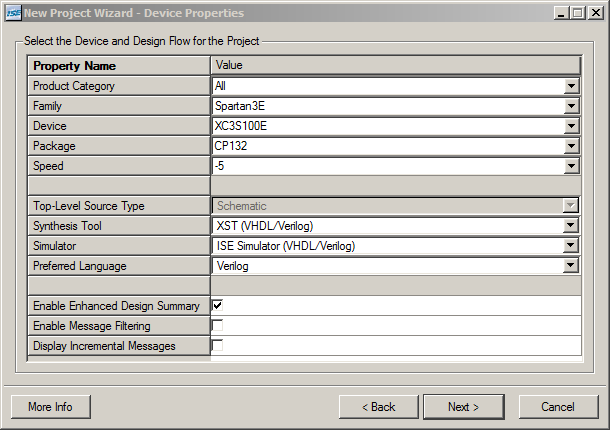 ISE New Project Wizard - Device Properties
Select the Device and Design Flow for the Project
Property Name Value
Product Category All
Family Spartan3E
Device XC3S100E
Package CP132
Speed -5
Top-Level Source Type Schematic
Synthesis Tool XST (VHDL/Verilog)
Simulator ISE Simulator (VHDL/Verilog)
Preferred Language Verilog
Enable Enhanced Design Summary
Enable Message Filtering
Display Incremental Messages
More Info < Back Next > Cancel